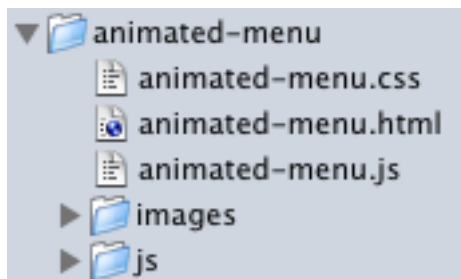 animated-menu
animated-menu.css
animated-menu.html
animated-menu.js
images
js